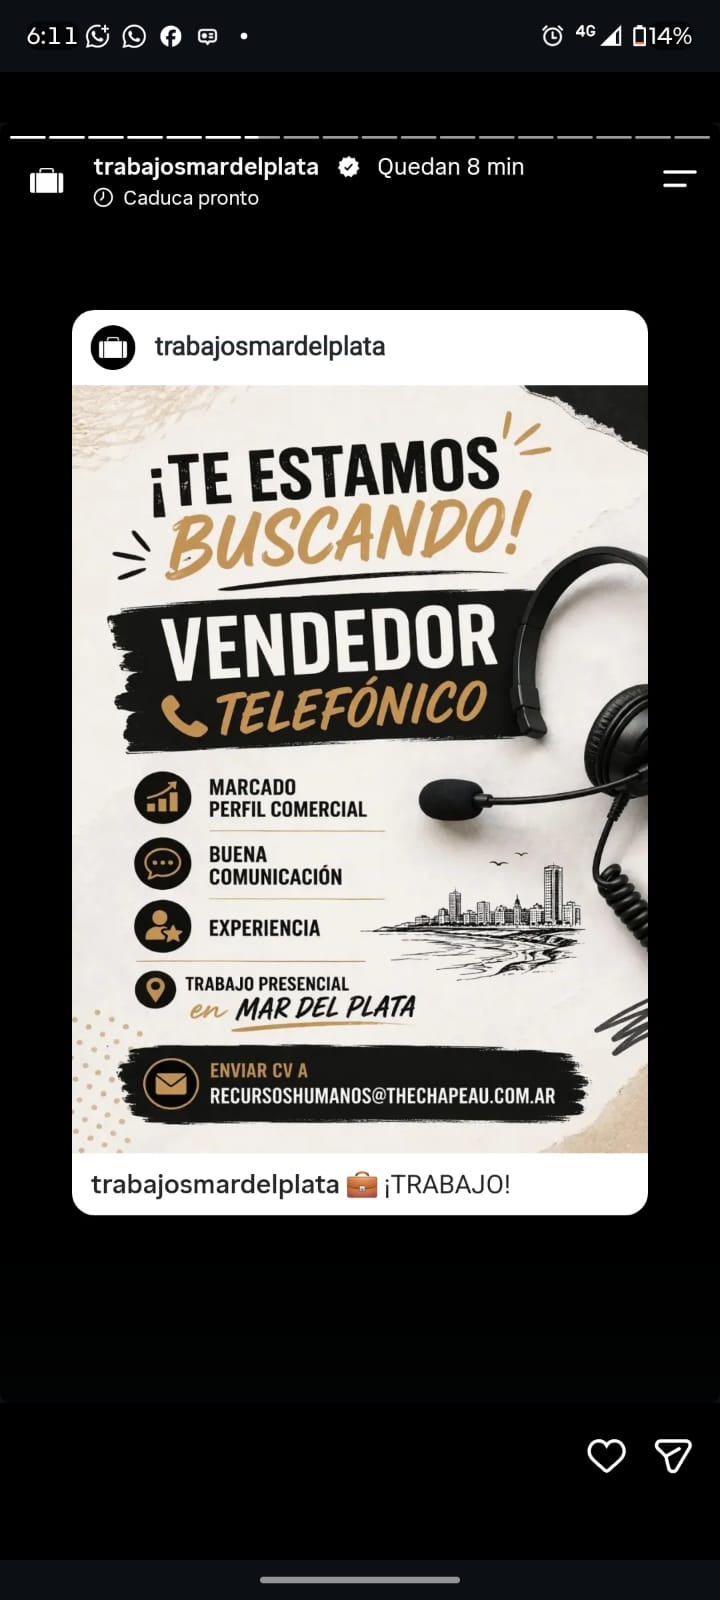 6:11
4G
14%
trabajosmardelplata Quedan 8 min
Caduca pronto
trabajosmardelplata
¡TE ESTAMOS
BUSCANDO!
VENDEDOR
TELEFÓNICO
MARCADO
PERFIL COMERCIAL
BUENA
COMUNICACIÓN
EXPERIENCIA
TRABAJO PRESENCIAL
en MAR DEL PLATA
ENVIAR CV A
RECURSOSHUMANOS@THECHAPEAU.COM.AR
trabajosmardelplata 💼 ¡TRABAJO!